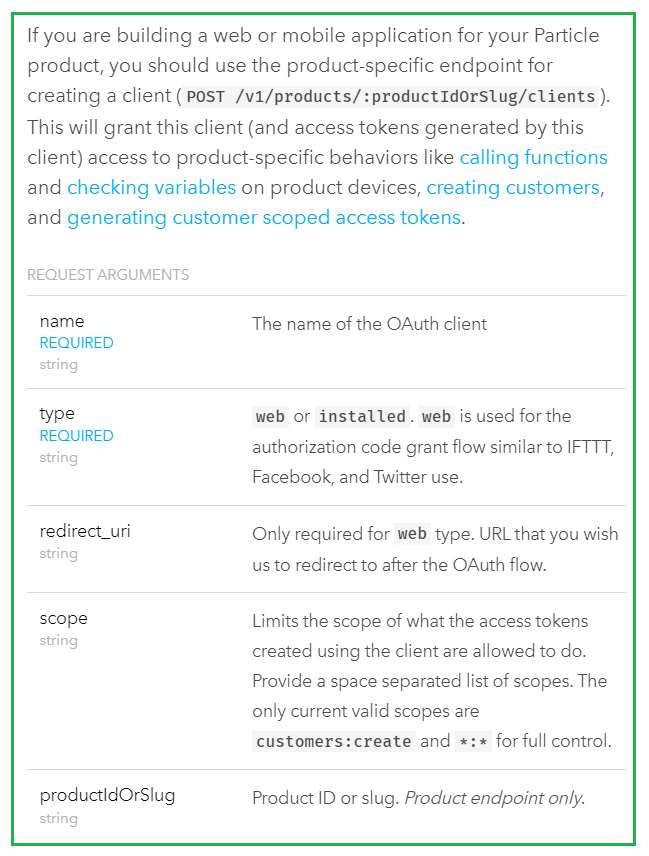 If you are building a web or mobile application for your Particle
product, you should use the product-specific endpoint for
creating a client ( POST /v1/products/:productIdOrSlug/clients ).
This will grant this client (and access tokens generated by this
client) access to product-specific behaviors like calling functions
and checking variables on product devices, creating customers,
and generating customer scoped access tokens.
REQUEST ARGUMENTS
name
REQUIRED
string
The name of the OAuth client
type
REQUIRED
string
web or installed. web is used for the
authorization code grant flow similar to IFTTT,
Facebook, and Twitter use.
redirect_uri
string
Only required for web type. URL that you wish
us to redirect to after the OAuth flow.
scope
string
Limits the scope of what the access tokens
created using the client are allowed to do.
Provide a space separated list of scopes. The
only current valid scopes are
customers:create and *:* for full control.
productIdOrSlug
string
Product ID or slug. Product endpoint only.